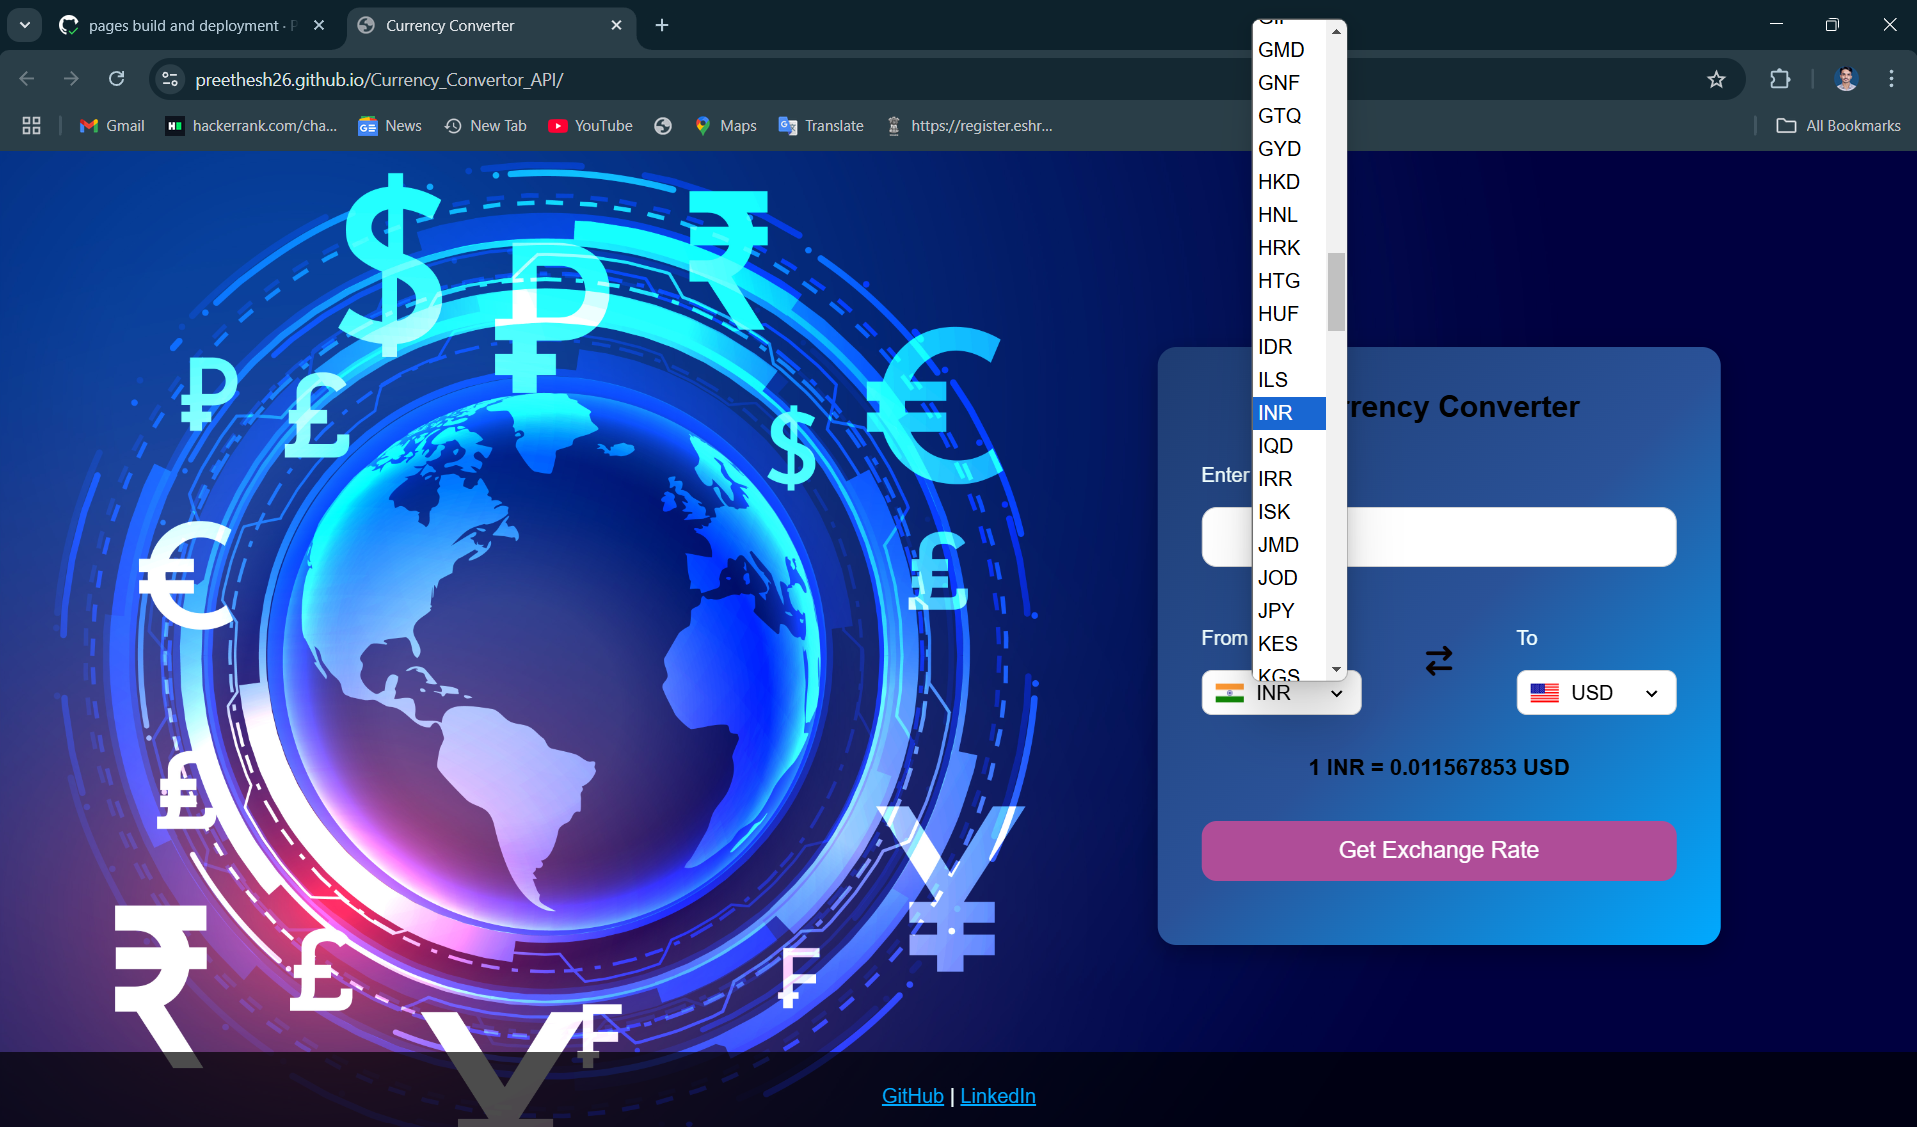 pages build and deployment · P
Currency Converter
preethesh26.github.io/Currency_Convertor_API/
Gmail
hackerrank.com/cha...
News
New Tab
YouTube
Maps
Translate
https://register.eshr...
All Bookmarks
GMD
GNF
GTQ
GYD
HKD
HNL
HRK
HTG
HUF
IDR
ILS
INR
IQD
IRR
ISK
JMD
JOD
JPY
KES
KGS
rrency Converter
Enter
From
To
INR
USD
1 INR = 0.011567853 USD
Get Exchange Rate
GitHub | LinkedIn